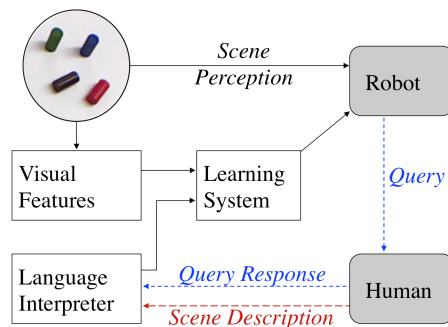 Scene
Perception
Robot
Visual
Features
Learning
System
Query
Language
Interpreter
Query Response
Scene Description
Human